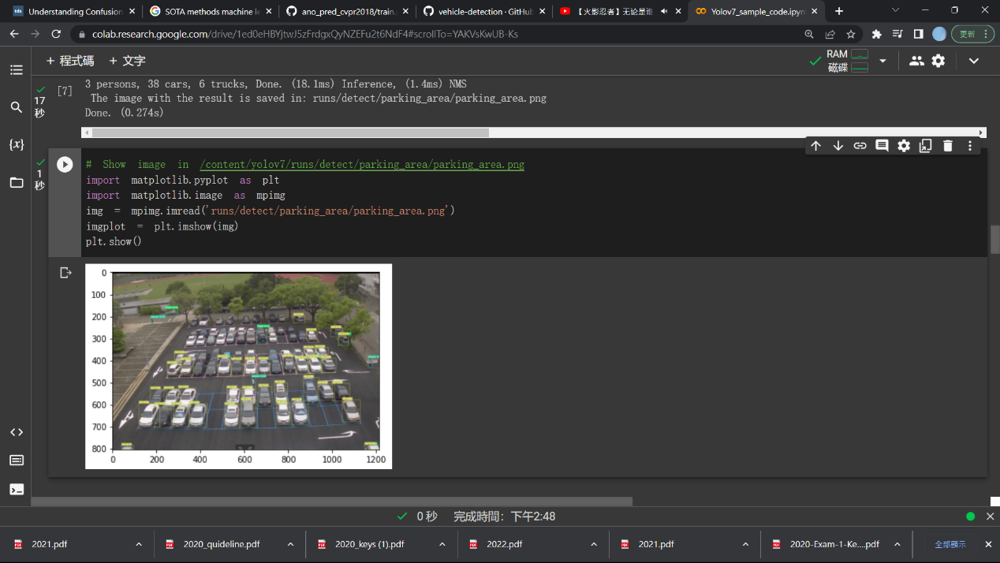 Understanding Confusion
SOTA methods machine le
ano_pred_cvpr2018/train.
vehicle-detection · GitHub
【火影忍者】无论是谁
Yolov7_sample_code.ipyn
colab.research.google.com/drive/1ed0eHBYjtwJ5zFrdgxQyNZEFu2t6NdF4#scrollTo=YAKVsKwUB-Ks
更新
+ 程式碼 + 文字
RAM
磁碟
[7]
17
秒
3 persons, 38 cars, 6 trucks, Done. (18.1ms) Inference, (1.4ms) NMS
The image with the result is saved in: runs/detect/parking_area/parking_area.png
Done. (0.274s)
{x}
1
秒
# Show image in /content/yolov7/runs/detect/parking_area/parking_area.png
import matplotlib.pyplot as plt
import matplotlib.image as mpimg
img = mpimg.imread('runs/detect/parking_area/parking_area.png')
imgplot = plt.imshow(img)
plt.show()
0
100
200
300
400
500
600
700
800
0 200 400 600 800 1000 1200
0 秒 完成時間: 下午2:48
2021.pdf
2020_quideline.pdf
2020_keys (1).pdf
2022.pdf
2021.pdf
2020-Exam-1-Ke....pdf
全部顯示